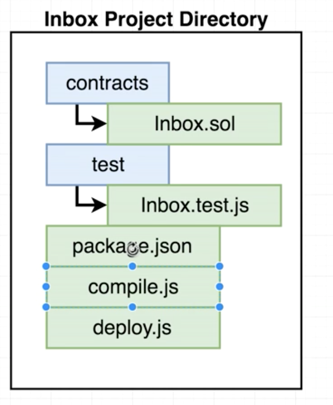 Inbox Project Directory
contracts
Inbox.sol
test
Inbox.test.js
package.json
compile.js
deploy.js